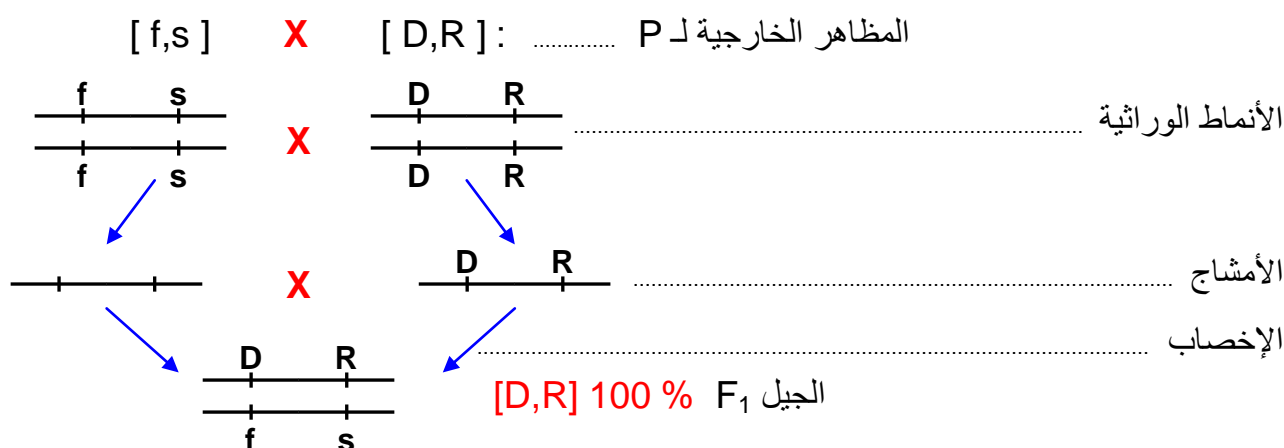 المظاهر الخارجية لـ P ............... : [ D,R ] X [ f,s ]
f s D R
الأنماط الوراثية ............... X
f s D R
D R
الأمشاج ............... X
الإخصاب ...............
D R
الجيل F₁ [D,R] 100 %
f s